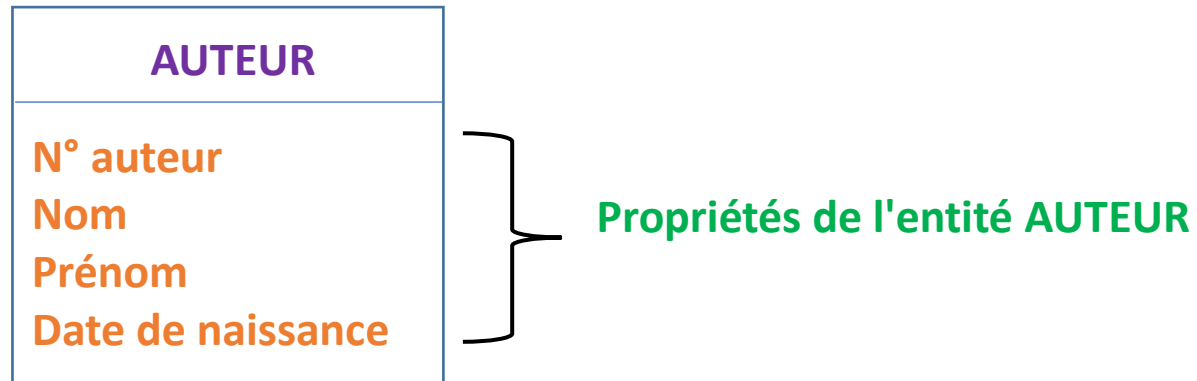 AUTEUR
N° auteur
Nom
Prénom
Date de naissance
Propriétés de l'entité AUTEUR